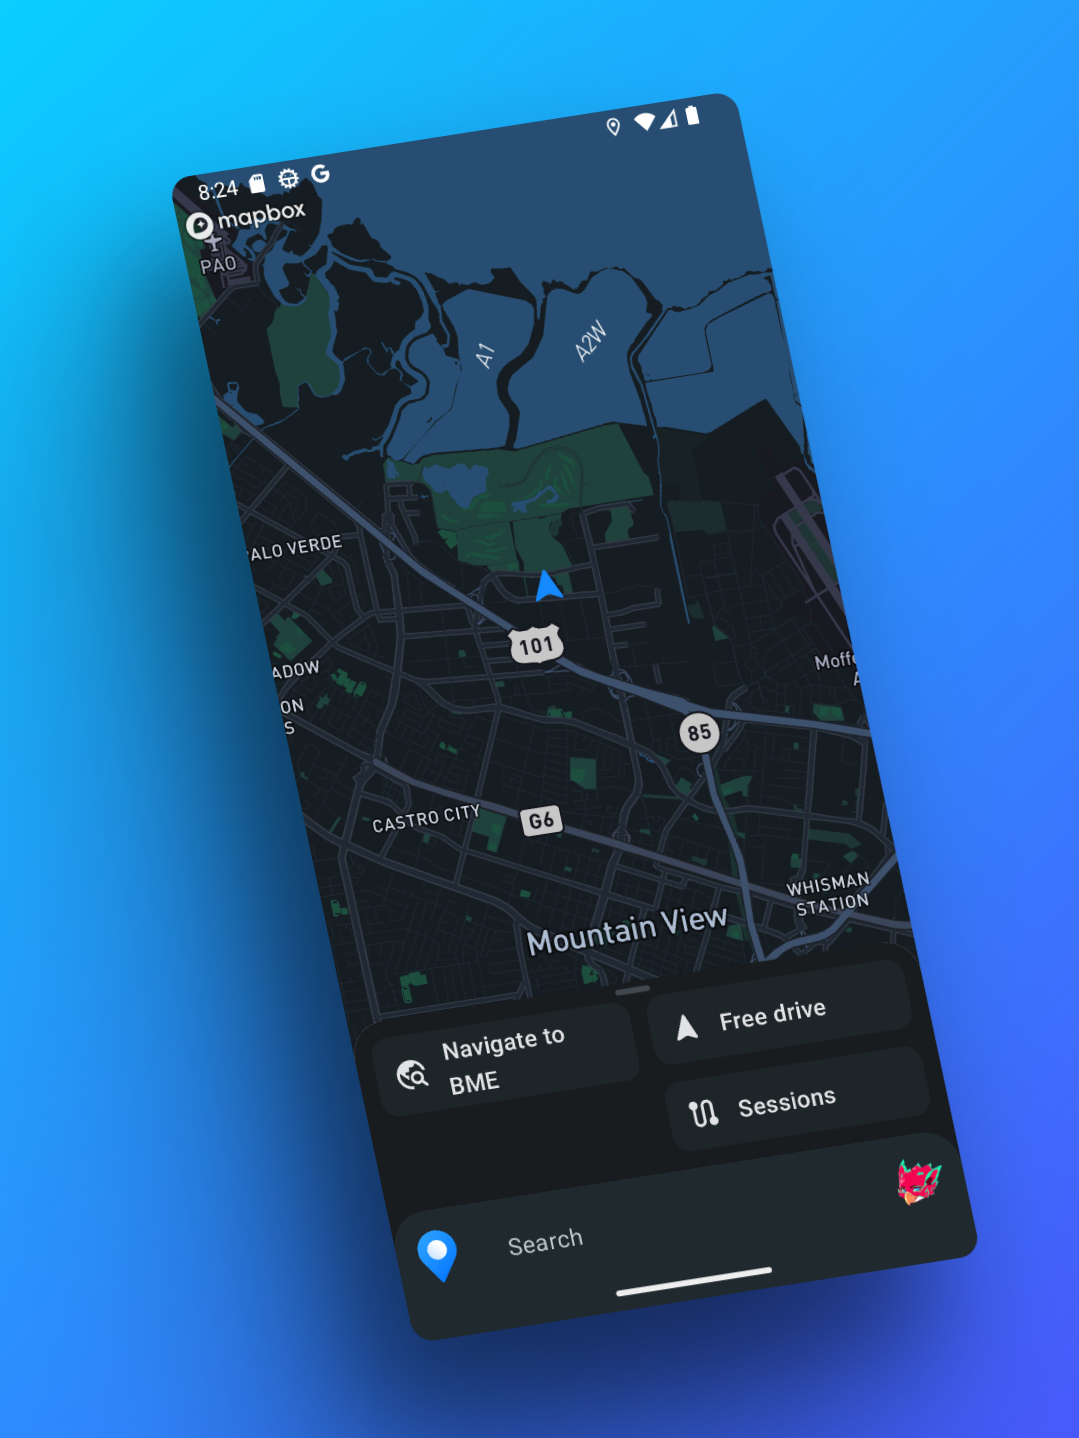 8:24
mapbox
PAO
A1
A2W
ALO VERDE
101
ADOW
Moffe
A
ON
S
85
CASTRO CITY
G6
WHISMAN
STATION
Mountain View
Navigate to
BME
Free drive
Sessions
Search